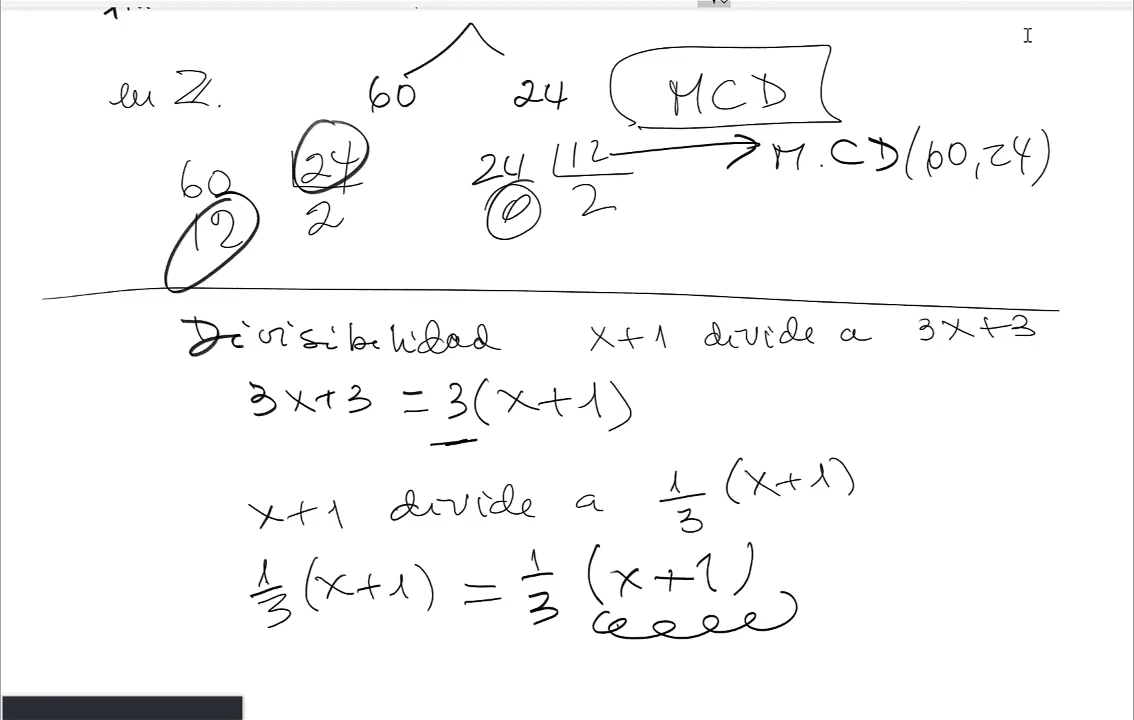 en ℤ. 60 24 MCD
60 |24 24 |12 → M.CD(60,24)
12 2 0 2
Divisibilidad x+1 divide a 3x+3
3x+3 = 3(x+1)
x+1 divide a 1/3 (x+1)
1/3 (x+1) = 1/3 (x+1)